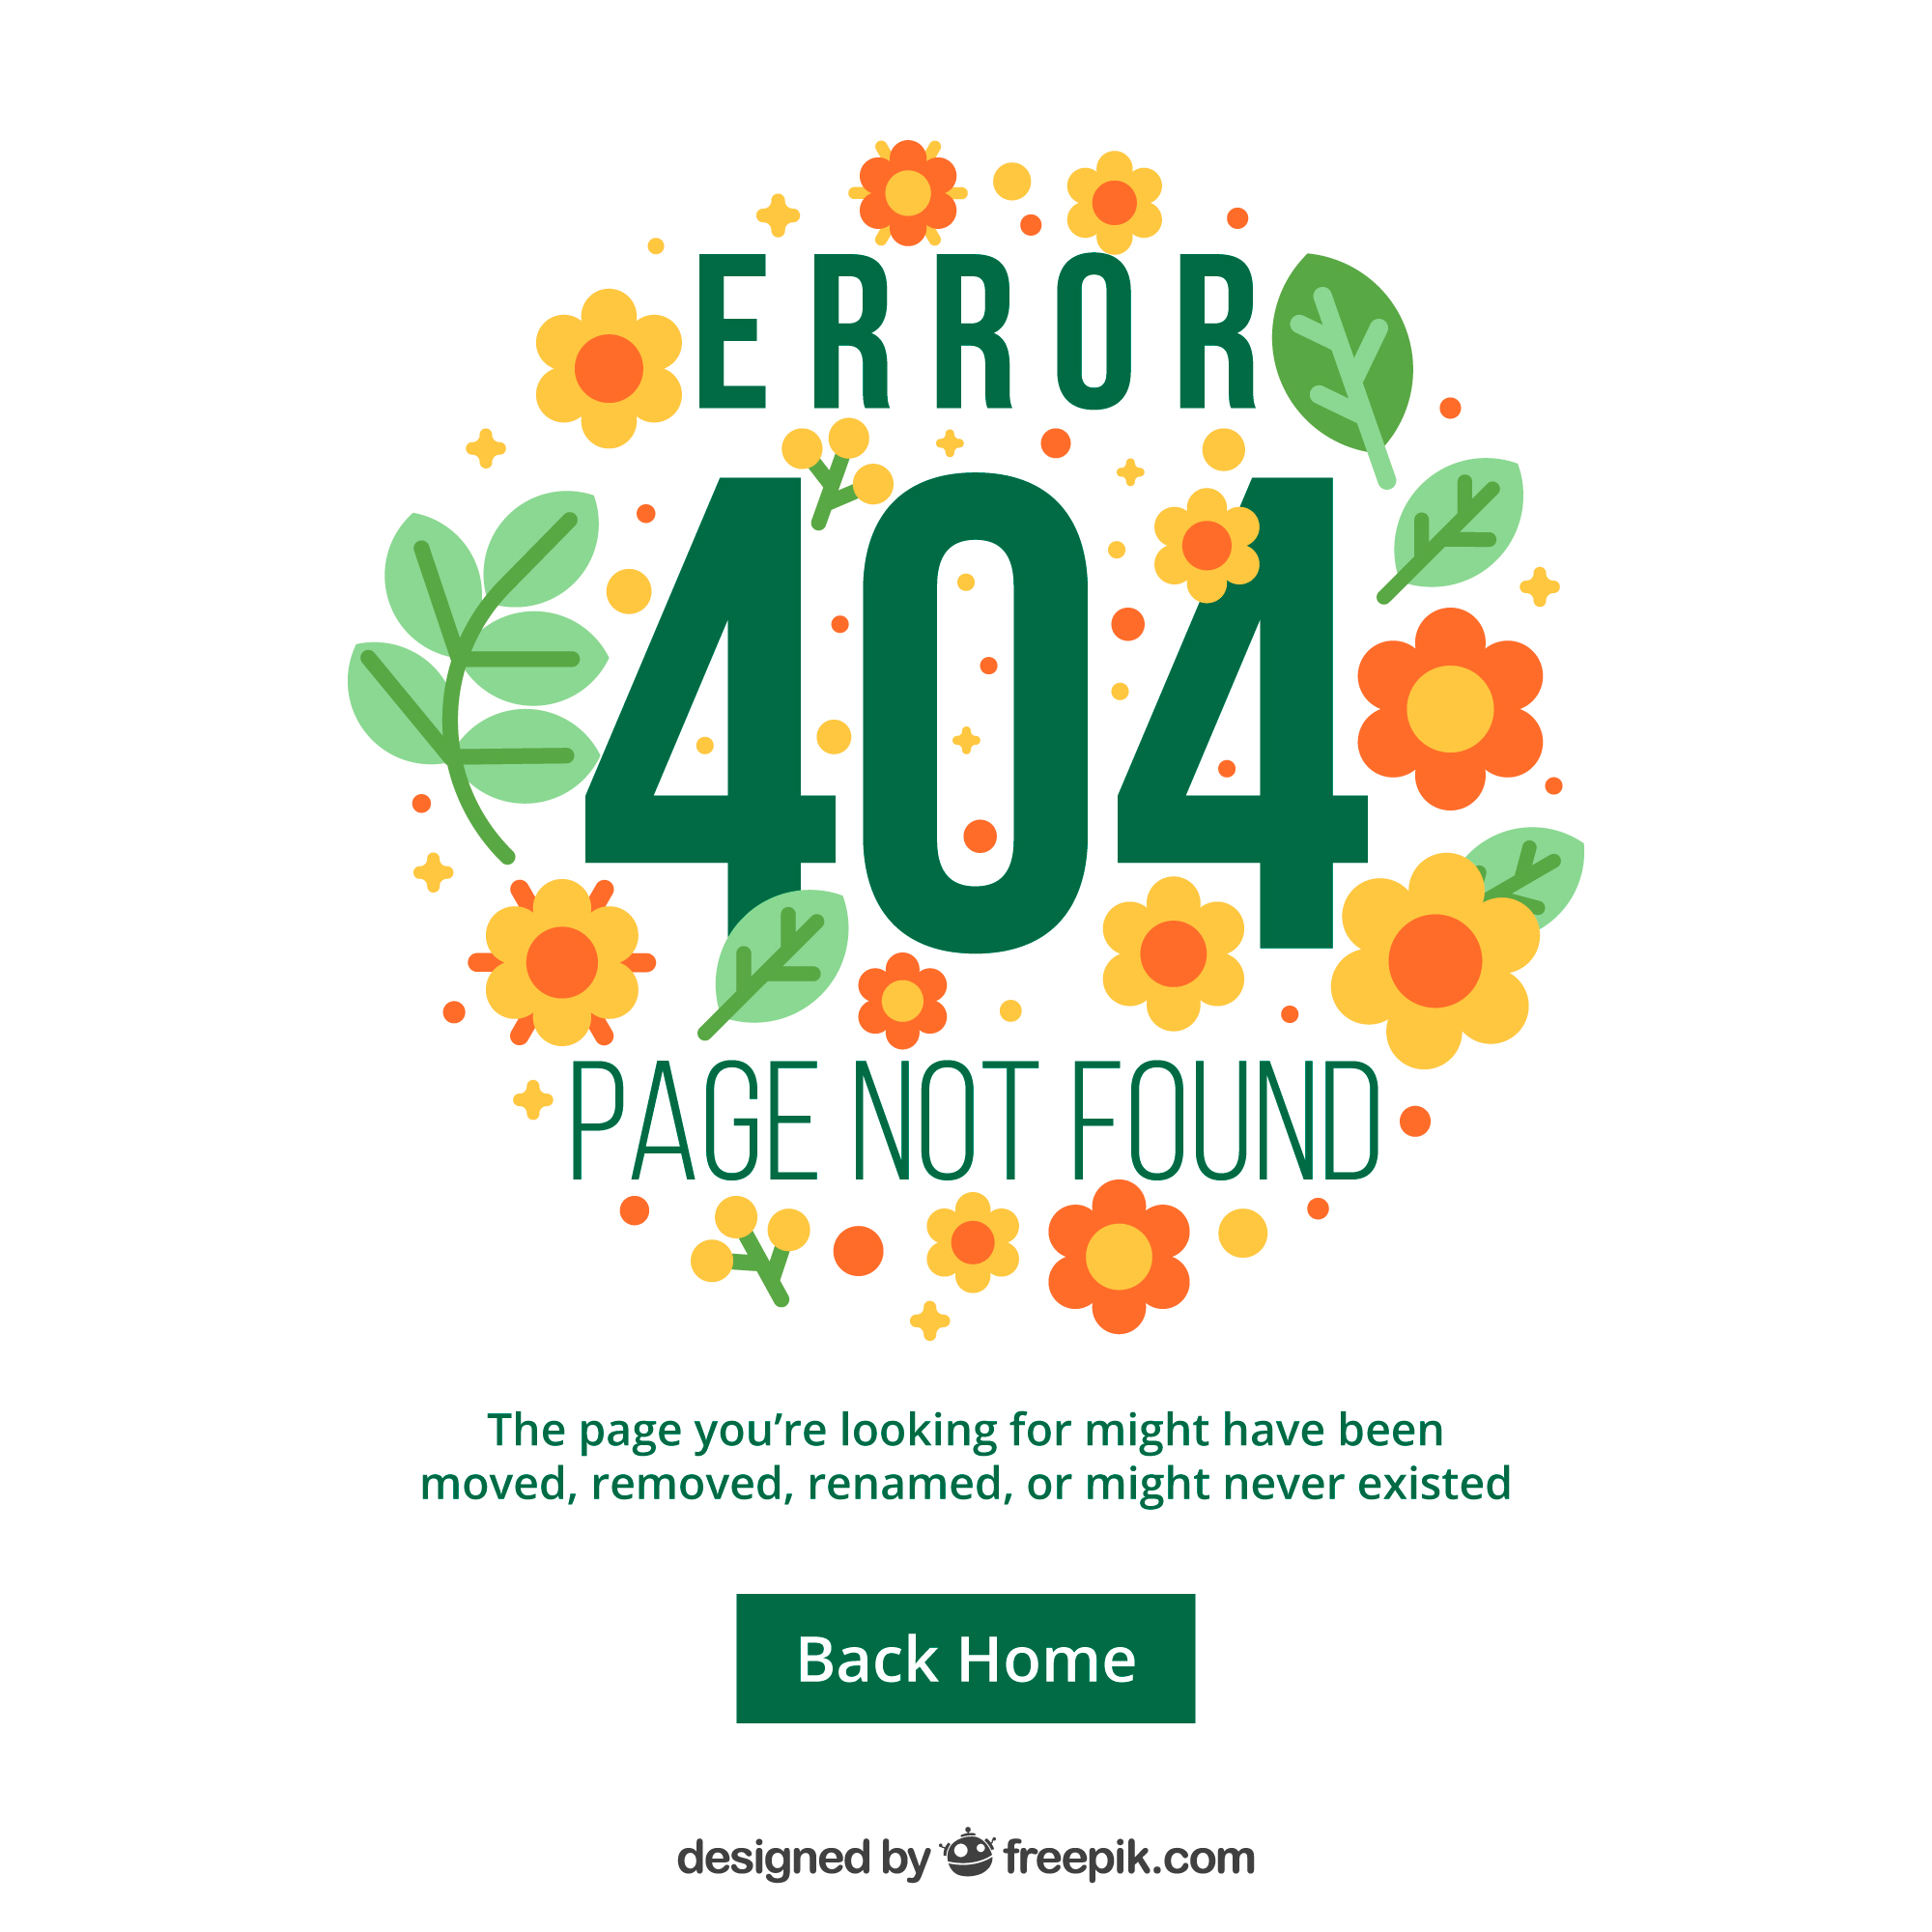 ERROR
404
PAGE NOT FOUND
The page you’re looking for might have been
moved, removed, renamed, or might never existed
Back Home
designed by freepik.com